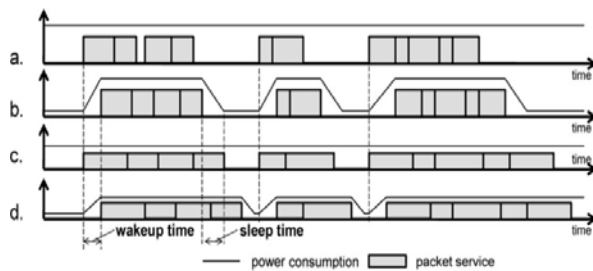 a.
time
b.
time
c.
time
d.
time
wakeup time
sleep time
power consumption
packet service